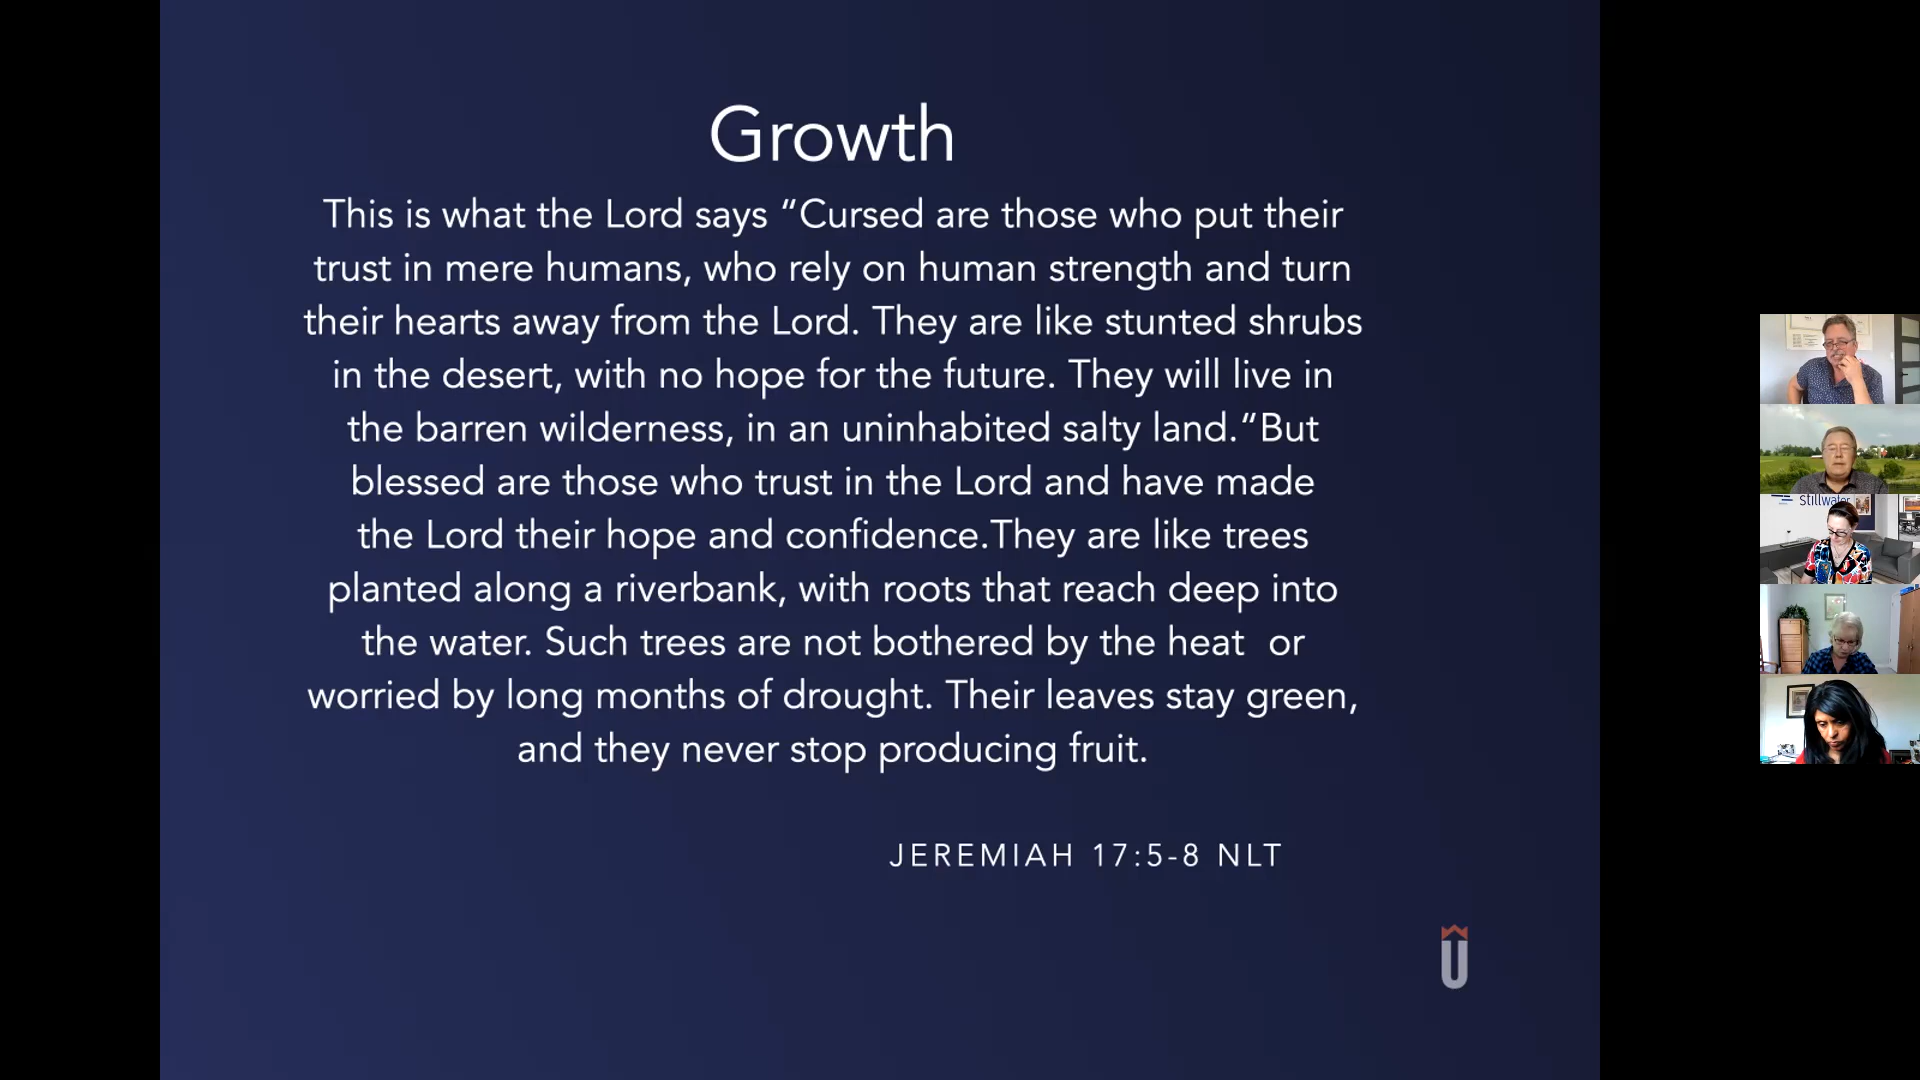 Growth
This is what the Lord says “Cursed are those who put their
trust in mere humans, who rely on human strength and turn
their hearts away from the Lord. They are like stunted shrubs
in the desert, with no hope for the future. They will live in
the barren wilderness, in an uninhabited salty land.“But
blessed are those who trust in the Lord and have made
the Lord their hope and confidence.They are like trees
planted along a riverbank, with roots that reach deep into
the water. Such trees are not bothered by the heat  or
worried by long months of drought. Their leaves stay green,
and they never stop producing fruit.
JEREMIAH 17:5-8 NLT
U
stillwater